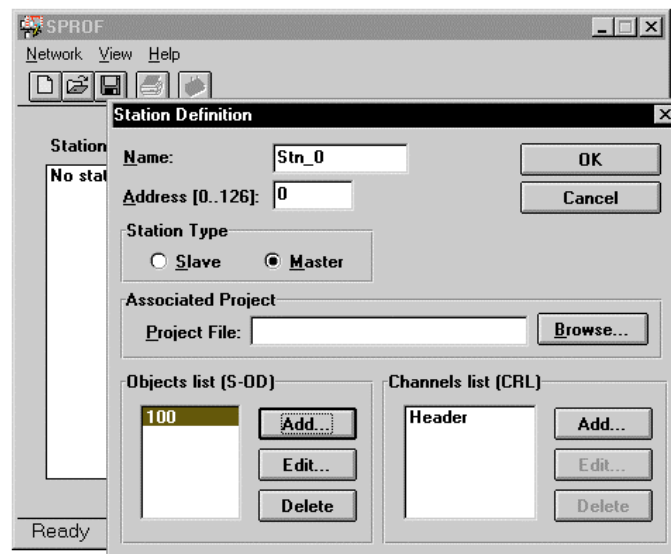 SPROF
Network View Help
Station Definition
Station
No stat
Name: Stn_0
OK
Address [0..126]: 0
Cancel
Station Type
Slave Master
Associated Project
Project File:
Browse...
Objects list (S-OD)
Channels list (CRL)
100
Add...
Edit...
Delete
Header
Add...
Edit...
Delete
Ready